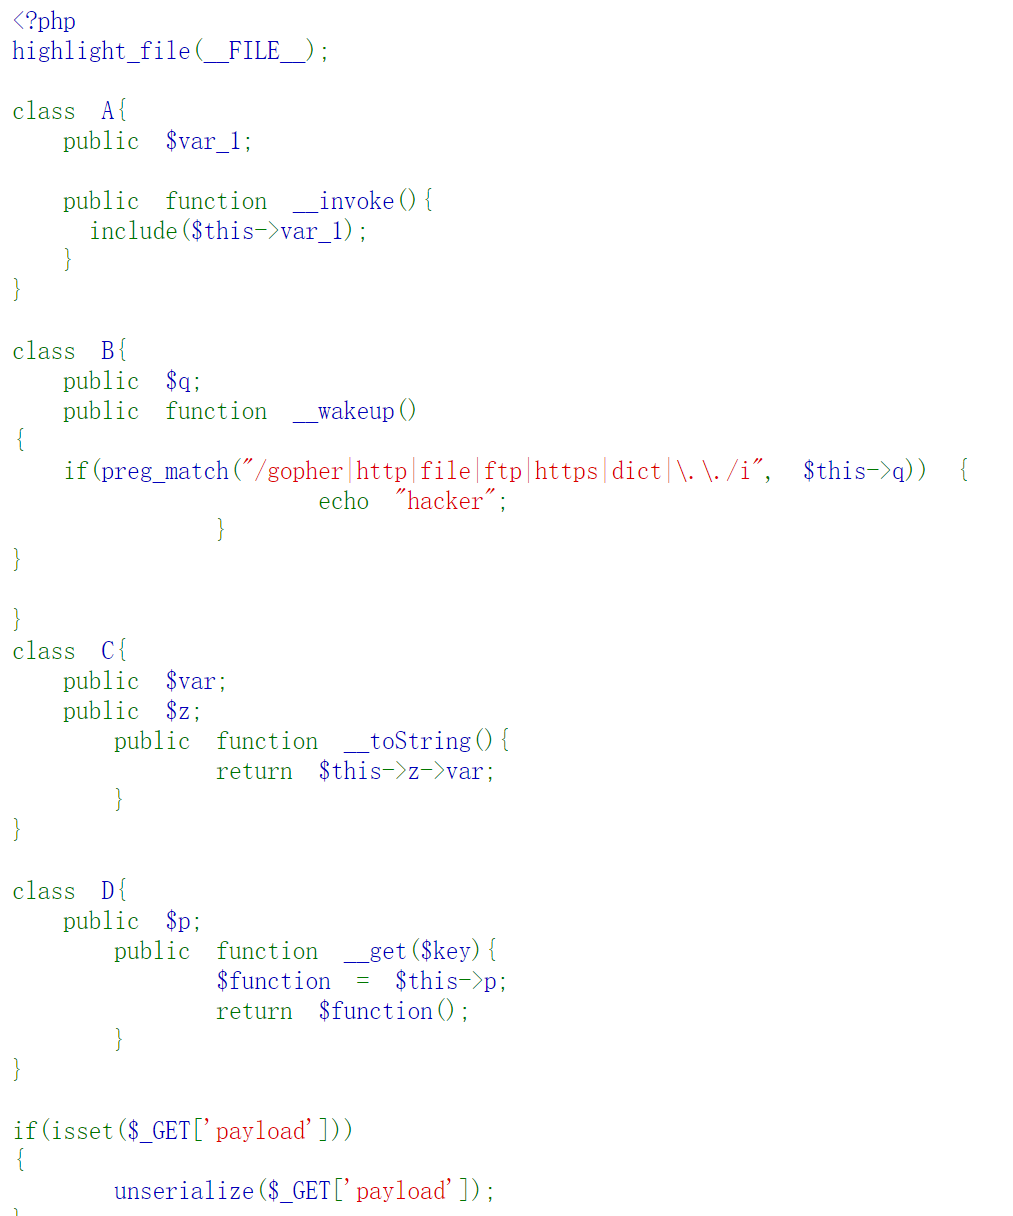 <?php
highlight_file(__FILE__);
class A{
public $var_1;
public function __invoke(){
include($this->var_1);
}
}
class B{
public $q;
public function __wakeup()
{
if(preg_match("/gopher|http|file|ftp|https|dict|\.\./i", $this->q)) {
echo "hacker";
}
}
}
class C{
public $var;
public $z;
public function __toString(){
return $this->z->var;
}
}
class D{
public $p;
public function __get($key){
$function = $this->p;
return $function();
}
}
if(isset($_GET['payload']))
{
unserialize($_GET['payload']);
}